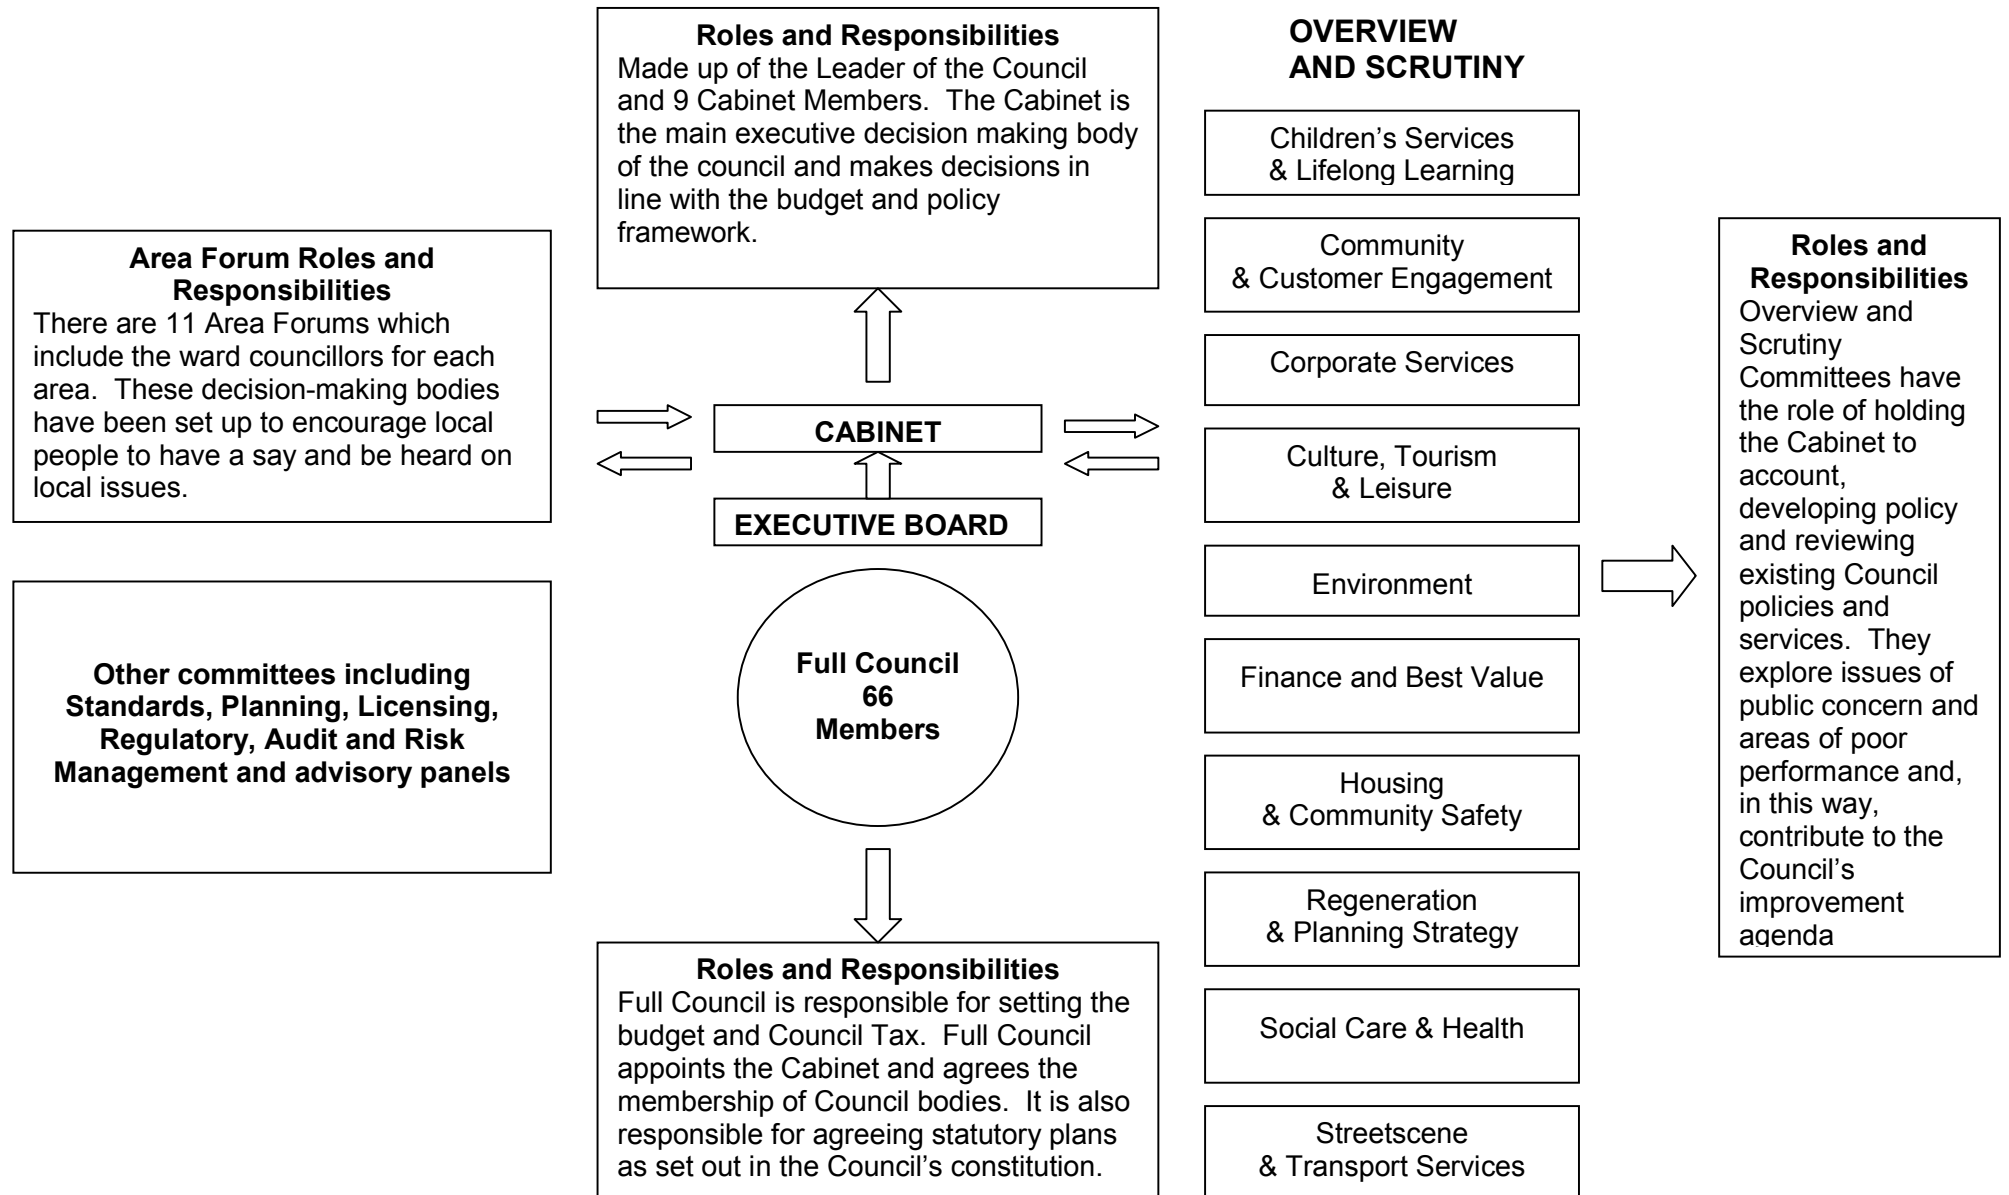 Area Forum Roles and
Responsibilities
There are 11 Area Forums which
include the ward councillors for each
area.  These decision-making bodies
have been set up to encourage local
people to have a say and be heard on
local issues.
Other committees including
Standards, Planning, Licensing,
Regulatory, Audit and Risk
Management and advisory panels
Roles and Responsibilities
Made up of the Leader of the Council
and 9 Cabinet Members.  The Cabinet is
the main executive decision making body
of the council and makes decisions in
line with the budget and policy
framework.
CABINET
EXECUTIVE BOARD
Full Council
66
Members
Roles and Responsibilities
Full Council is responsible for setting the
budget and Council Tax.  Full Council
appoints the Cabinet and agrees the
membership of Council bodies.  It is also
responsible for agreeing statutory plans
as set out in the Council’s constitution.
OVERVIEW
AND SCRUTINY
Children’s Services
& Lifelong Learning
Community
& Customer Engagement
Corporate Services
Culture, Tourism
& Leisure
Environment
Finance and Best Value
Housing
& Community Safety
Regeneration
& Planning Strategy
Social Care & Health
Streetscene
& Transport Services
Roles and
Responsibilities
Overview and
Scrutiny
Committees have
the role of holding
the Cabinet to
account,
developing policy
and reviewing
existing Council
policies and
services.  They
explore issues of
public concern and
areas of poor
performance and,
in this way,
contribute to the
Council’s
improvement
agenda